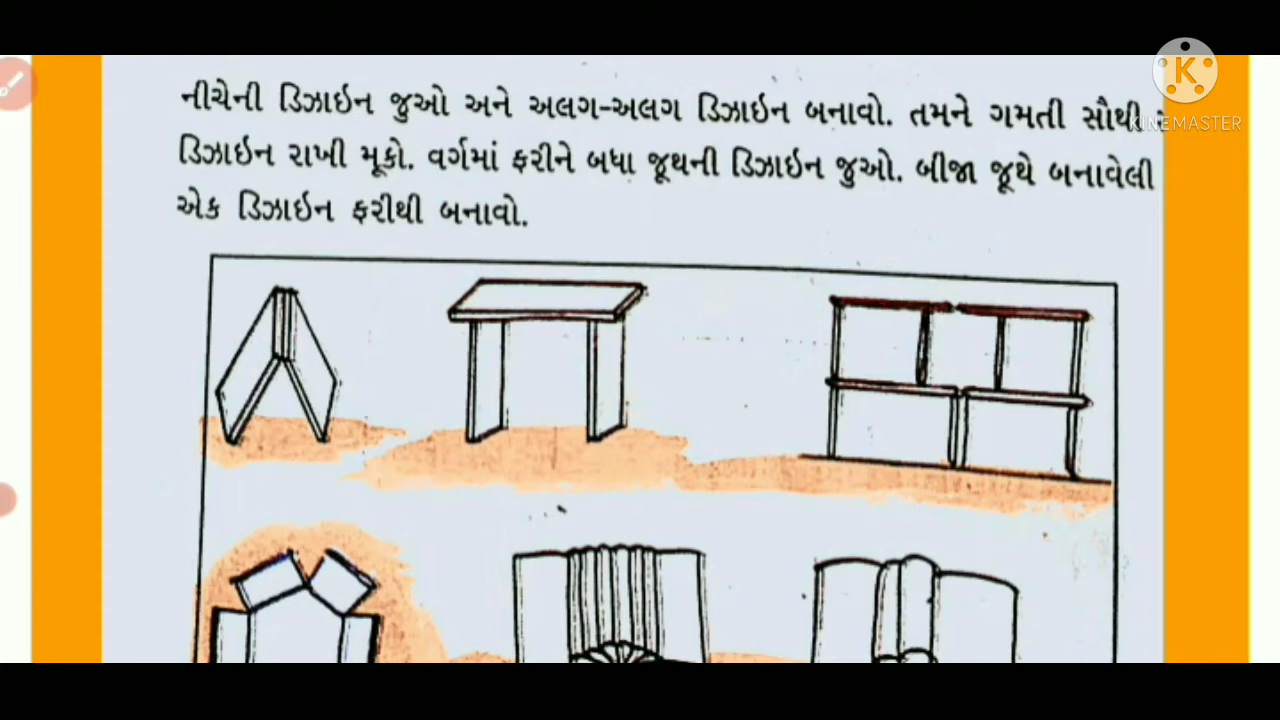 નીચેની ડિઝાઇન જુઓ અને અલગ-અલગ ડિઝાઇન બનાવો. તમને ગમતી સૌથી
ડિઝાઇન રાખી મૂકો. વર્ગમાં ફરીને બધા જૂથની ડિઝાઇન જુઓ. બીજા જૂથે બનાવેલી
એક ડિઝાઇન ફરીથી બનાવો.
K
KINEMASTER